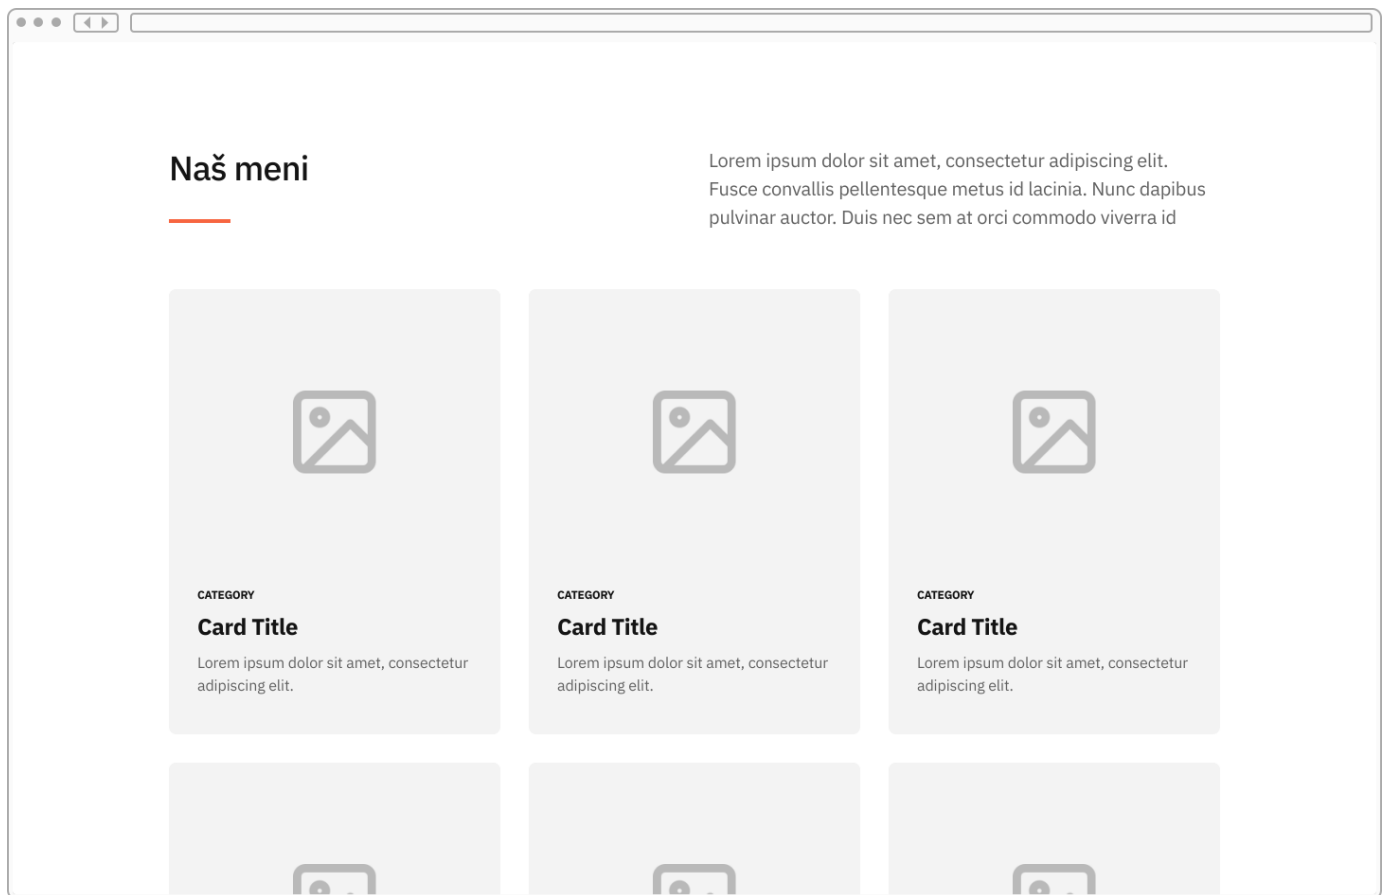 Naš meni
Lorem ipsum dolor sit amet, consectetur adipiscing elit.
Fusce convallis pellentesque metus id lacinia. Nunc dapibus
pulvinar auctor. Duis nec sem at orci commodo viverra id
CATEGORY
Card Title
Lorem ipsum dolor sit amet, consectetur
adipiscing elit.
CATEGORY
Card Title
Lorem ipsum dolor sit amet, consectetur
adipiscing elit.
CATEGORY
Card Title
Lorem ipsum dolor sit amet, consectetur
adipiscing elit.